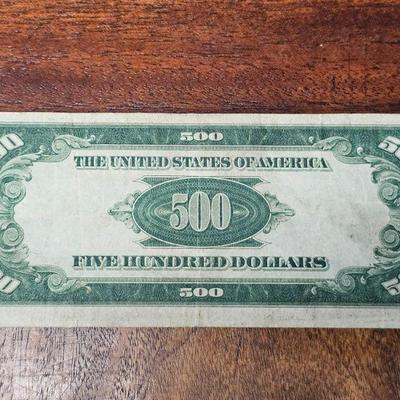 500
THE UNITED STATES OF AMERICA
500
FIVE HUNDRED DOLLARS
500